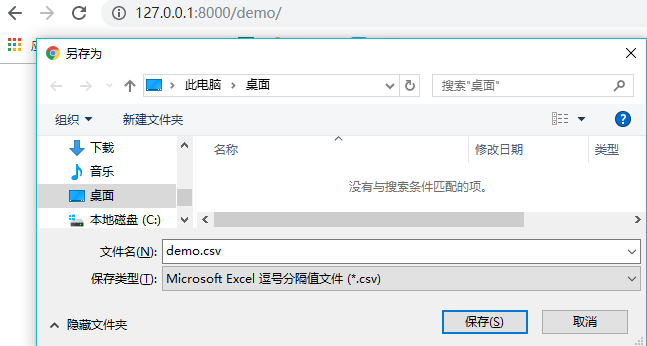 127.0.0.1:8000/demo/
另存为
此电脑 桌面
搜索"桌面"
组织 新建文件夹
名称 修改日期 类型
下载
音乐
桌面
本地磁盘 (C:)
没有与搜索条件匹配的项。
文件名(N): demo.csv
保存类型(T): Microsoft Excel 逗号分隔值文件 (*.csv)
隐藏文件夹 保存(S) 取消